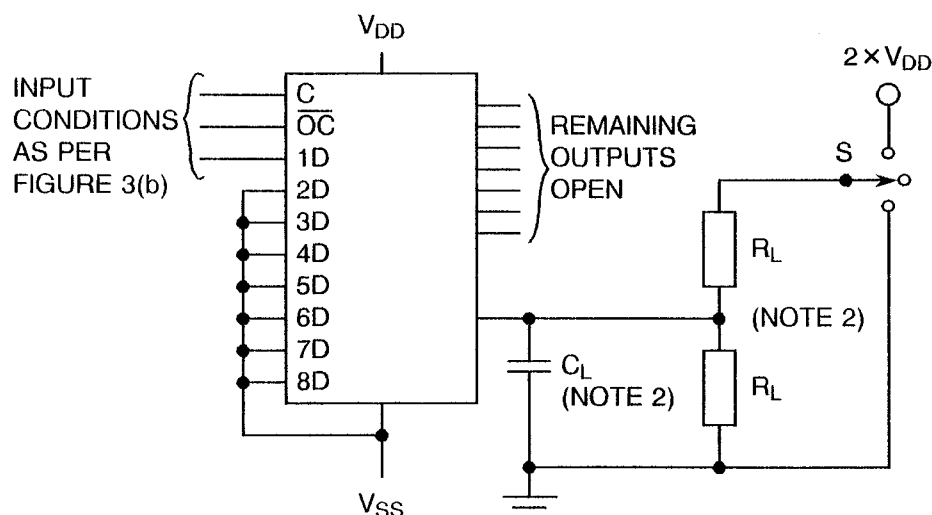 V_DD
INPUT
CONDITIONS
AS PER
FIGURE 3(b)
C
O̅C̅
1D
2D
3D
4D
5D
6D
7D
8D
REMAINING
OUTPUTS
OPEN
2 × V_DD
S
R_L
(NOTE 2)
C_L
(NOTE 2)
R_L
V_SS